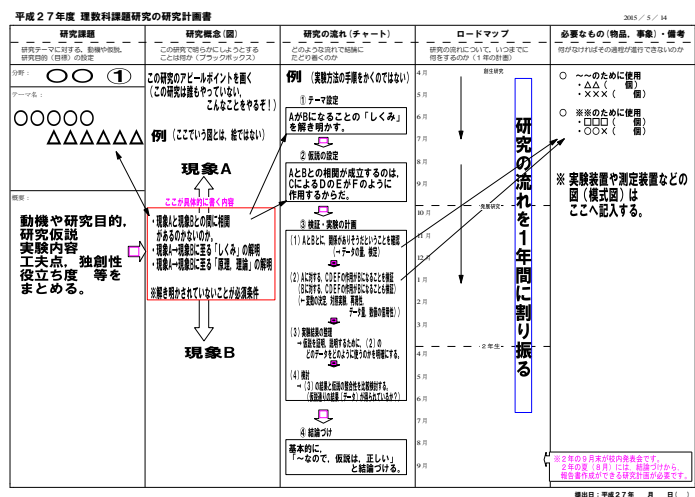 平成２７年度 理数科課題研究の研究計画書
2015 ／ 5 ／ 14
研究課題
研究テーマに対する、動機や仮説、
研究目的（目標）の設定
分野：
○○ ①
テーマ名：
○○○○○
△△△△△△
概要：
動機や研究目的，
研究仮説
実験内容
工夫点，独創性
役立ち度　等を
まとめる。
研究概念（図）
この研究で明らかにしようとする
ことは何か（ブラックボックス）
この研究のアピールポイントを画く
（この研究は誰もやっていない，
こんなことをやるぞ！）
例（ここでいう図とは，絵ではない）
現象Ａ
ここが具体的に書く内容
・現象Ａと現象Ｂとの間に相関
があるのかないのか。
・現象Ａ→現象Ｂに至る「しくみ」の解明
・現象Ａ→現象Ｂに至る「原理，理論」の解明
※解き明かされていないことが必須条件
現象Ｂ
研究の流れ（チャート）
どのような流れで結論に
たどり着くのか
例 （実験方法の手順をかくのではない）
① テーマ設定
ＡがＢになることの「しくみ」
を解き明かす。
② 仮説の設定
ＡとＢとの相関が成立するのは，
ＣによるＤのＥがＦのように
作用するからだ。
③ 検証・実験の計画
（１）ＡとＢとに，関係がありそうだということを確認
（→ データの量，検定）
（２）Ａに対する，ＣＤＥＦの作用がＢになることを検証
（Ｂに対する，ＣＤＥＦの作用がＢになることも検証）
（← 変数の決定，対照実験，再現性，
データ量，数値の信用性）
（３）実験結果の整理
→ 仮説を証明，説明するために，（２）の
どのデータをどのように使うのかを明確にする。
（４）検討
→（３）の結果と仮説の整合性を比較検討する。
（仮説通りの結果（データ）が得られているか？）
④ 結論づけ
基本的に，
「～なので，仮説は，正しい」
と結論づける。
ロードマップ
研究の流れについて、いつまでに
何をするのか（１年の計画）
４月
５月
６月
７月
８月
９月
１０月
１１月
１２月
１月
２月
３月
４月
５月
６月
７月
８月
９月
２年生
研究の流れを１年間に割り振る
必要なもの（物品，事象）・備考
何がなければその過程が進行できないのか
○　～～のために使用
・△△（　　個）
・×××（　　個）
○　※※のために使用
・□□□（　　個）
・○○×（　　個）
※ 実験装置や測定装置などの
図（模式図）は
ここへ記入する。
※２年の９月末が校内発表会です。
２年の夏（８月）には，結論づけから，
報告書作成ができる研究計画が必要です。
提出日：平成２７年　　月　　日（　）